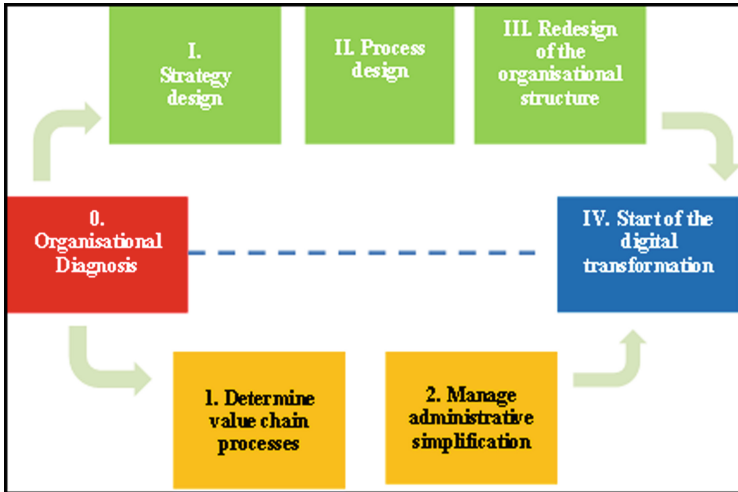 I.
Strategy
design
II. Process
design
III. Redesign
of the
organisational
structure
0.
Organisational
Diagnosis
IV. Start of the
digital
transformation
1. Determine
value chain
processes
2. Manage
administrative
simplification